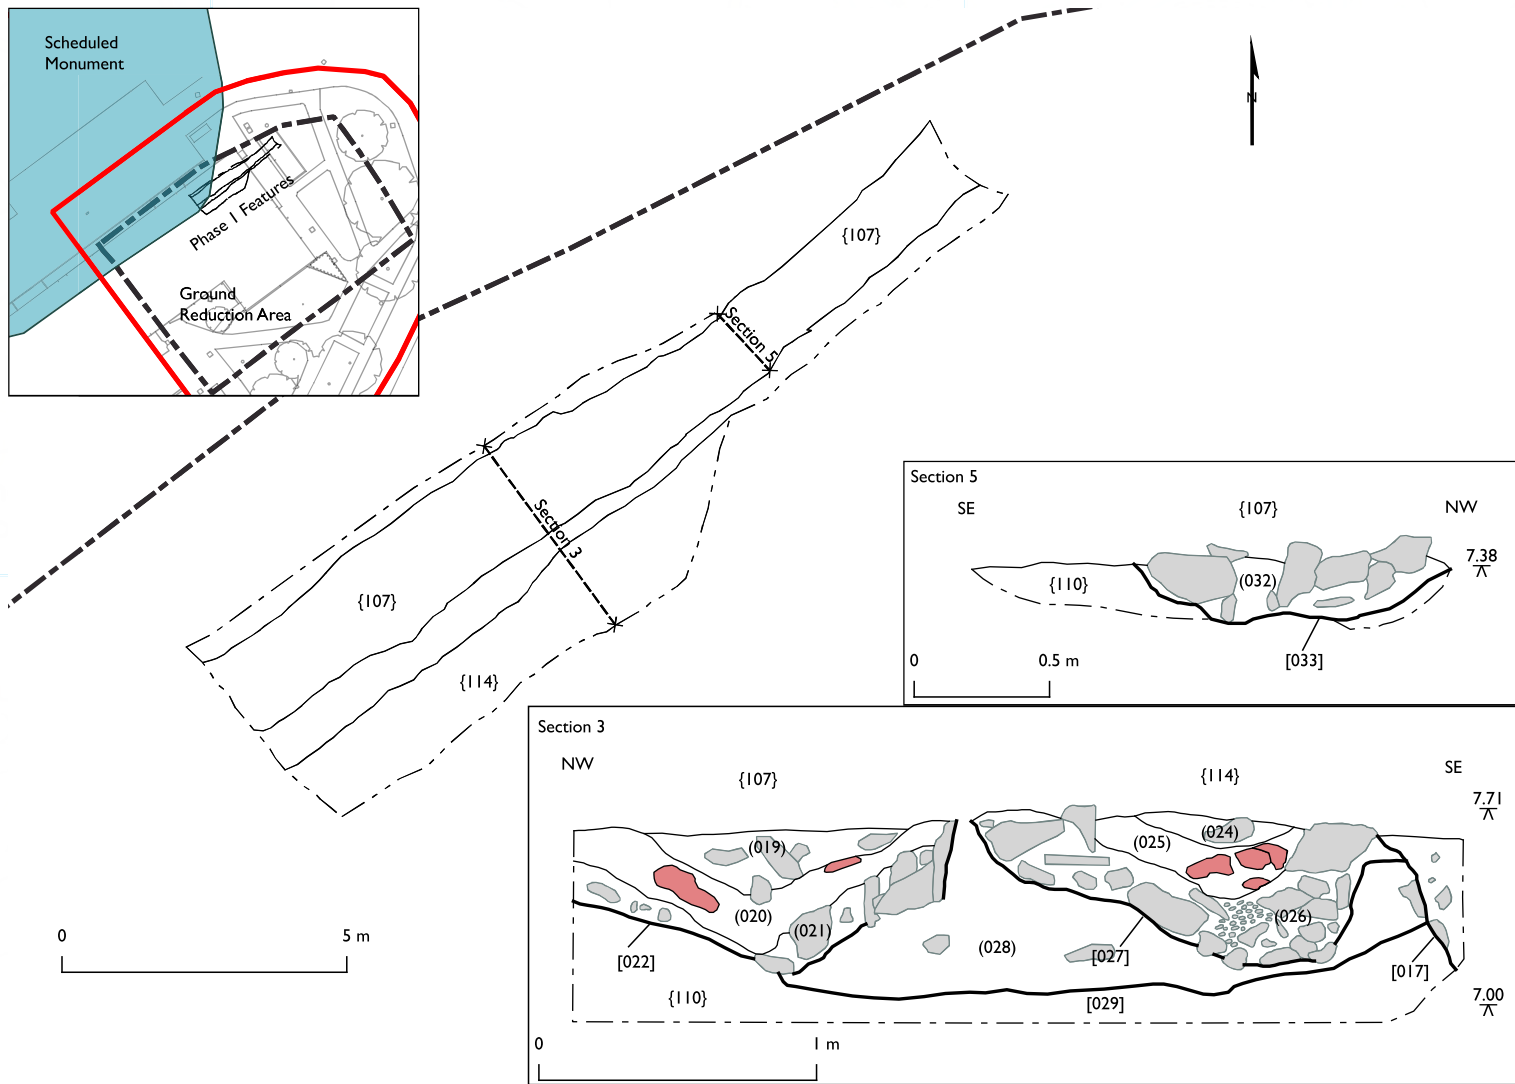 Scheduled
Monument
Phase 1 Features
Ground
Reduction Area
N
{107}
Section 5
Section 3
{107}
{114}
0
5 m
Section 5
SE
{107}
NW
7.38
{110}
(032)
[033]
0
0.5 m
Section 3
NW
{107}
{114}
SE
7.71
(019)
(024)
(025)
(020)
(021)
(026)
(028)
[022]
[027]
[017]
{110}
[029]
7.00
0
1 m